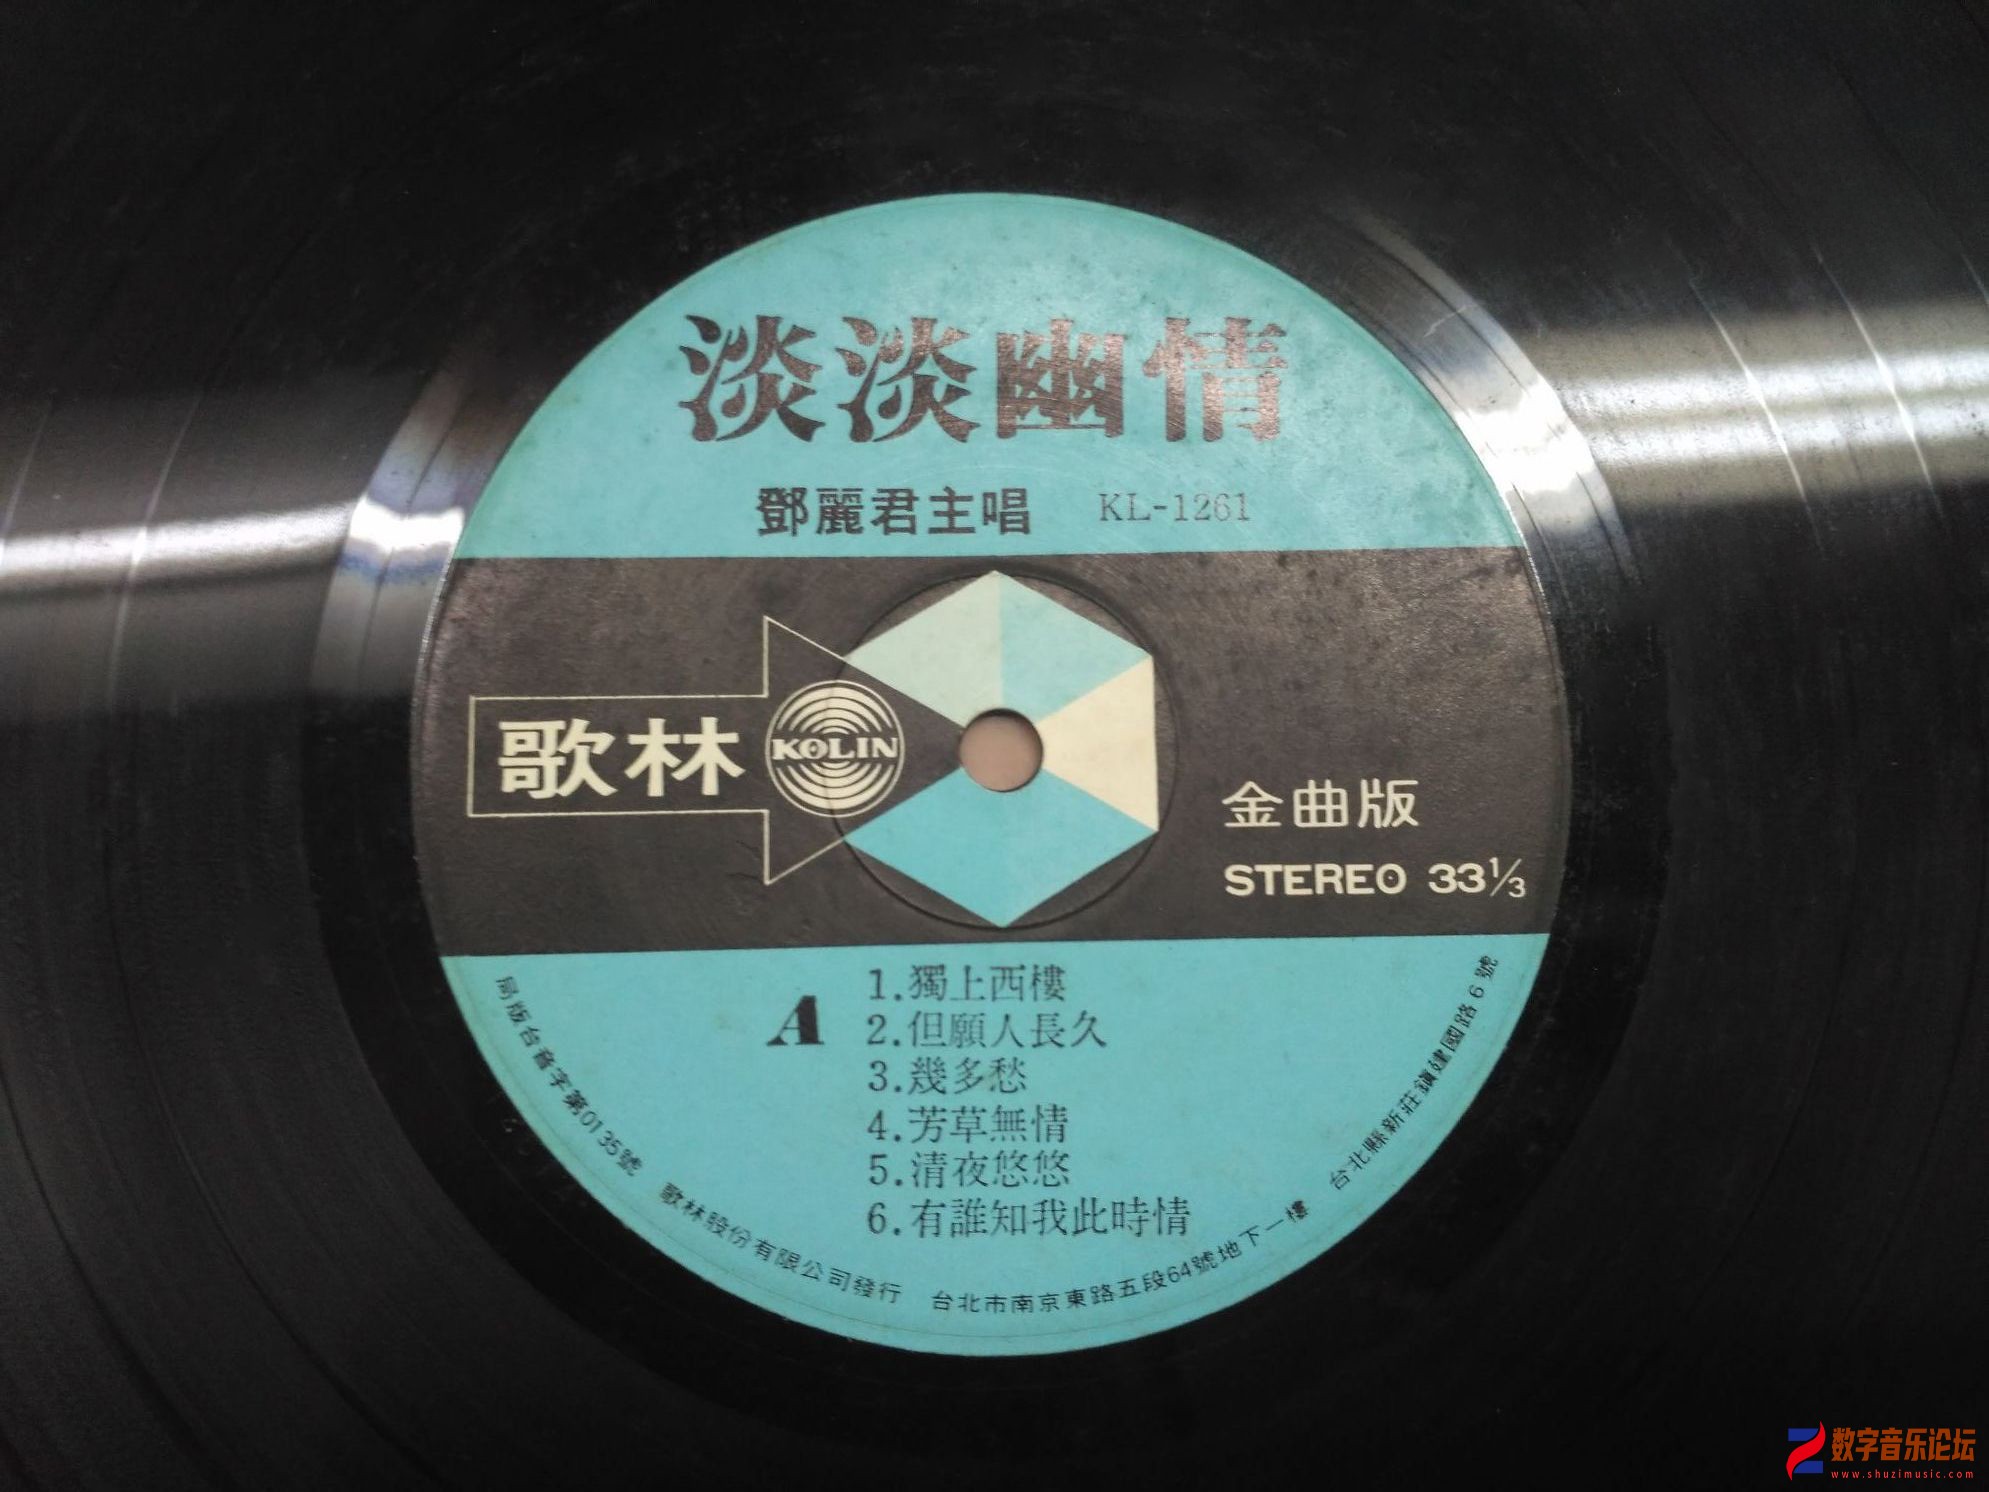 淡淡幽情
鄧麗君主唱 KL-1261
歌林
KOLIN
金曲版
STEREO 33⅓
A
1.獨上西樓
2.但願人長久
3.幾多愁
4.芳草無情
5.清夜悠悠
6.有誰知我此時情
局版台音字第0135號 歌林股份有限公司發行 台北市南京東路五段64號地下一樓 台北縣新莊鎮建國路6號
数字音乐论坛
www.shuzimusic.com